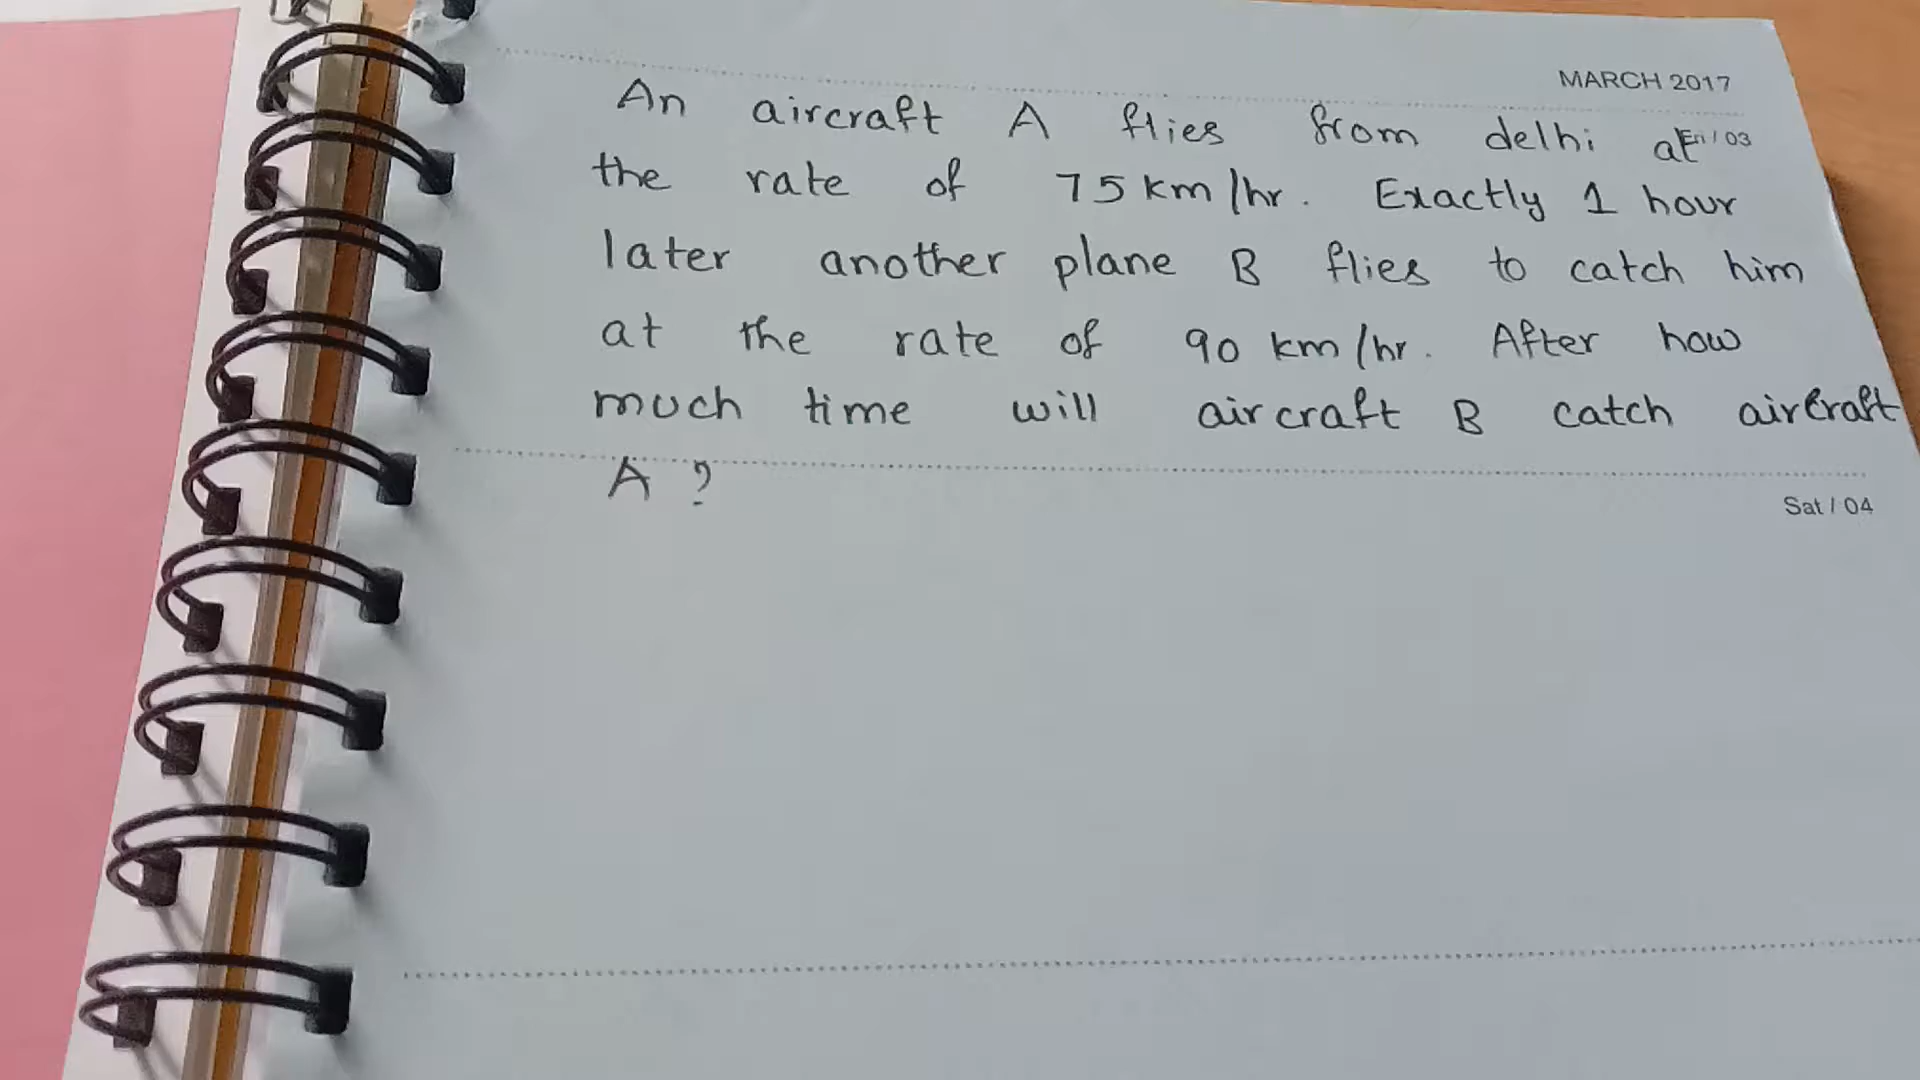 MARCH 2017
An aircraft A flies from delhi at
Fri / 03
the rate of 75 km/hr. Exactly 1 hour
later another plane B flies to catch him
at the rate of 90 km/hr. After how
much time will aircraft B catch aircraft
A ?
Sat / 04